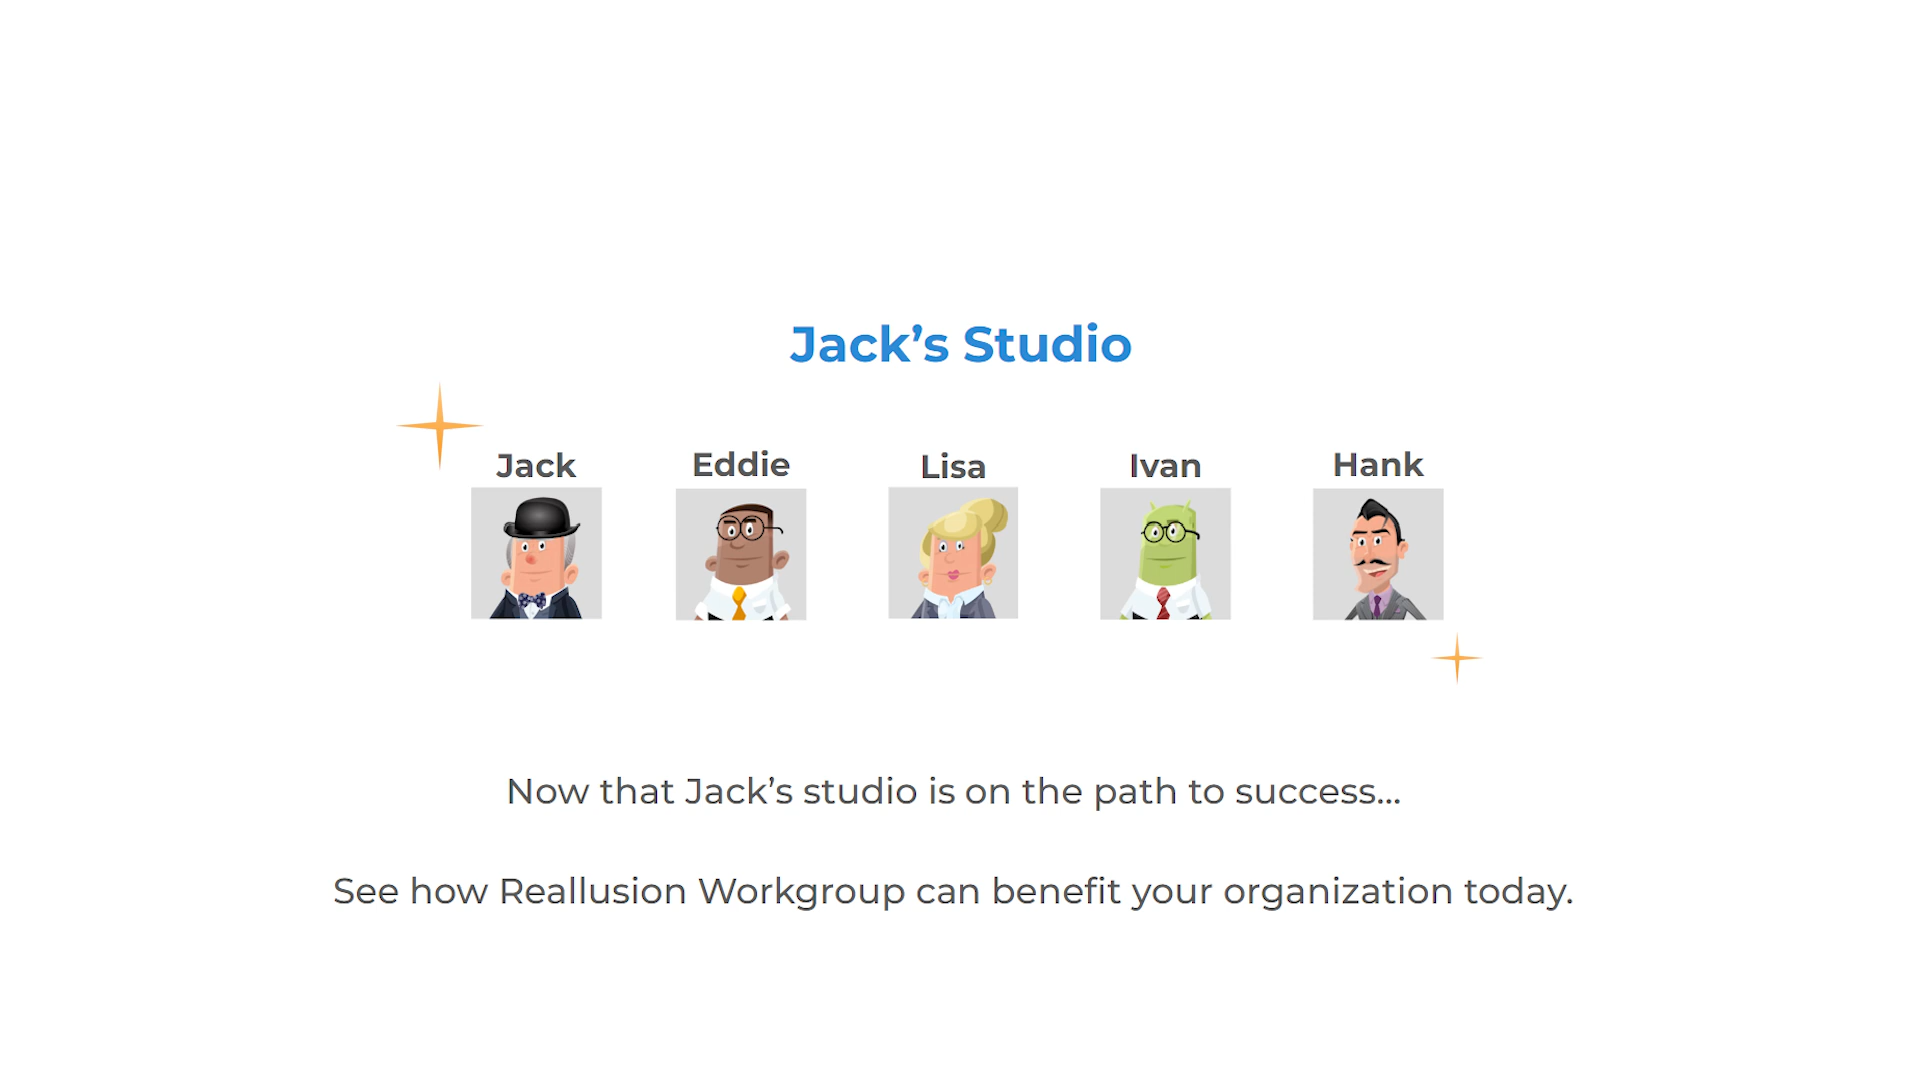 Jack’s Studio
Jack Eddie Lisa Ivan Hank
Now that Jack’s studio is on the path to success...
See how Reallusion Workgroup can benefit your organization today.